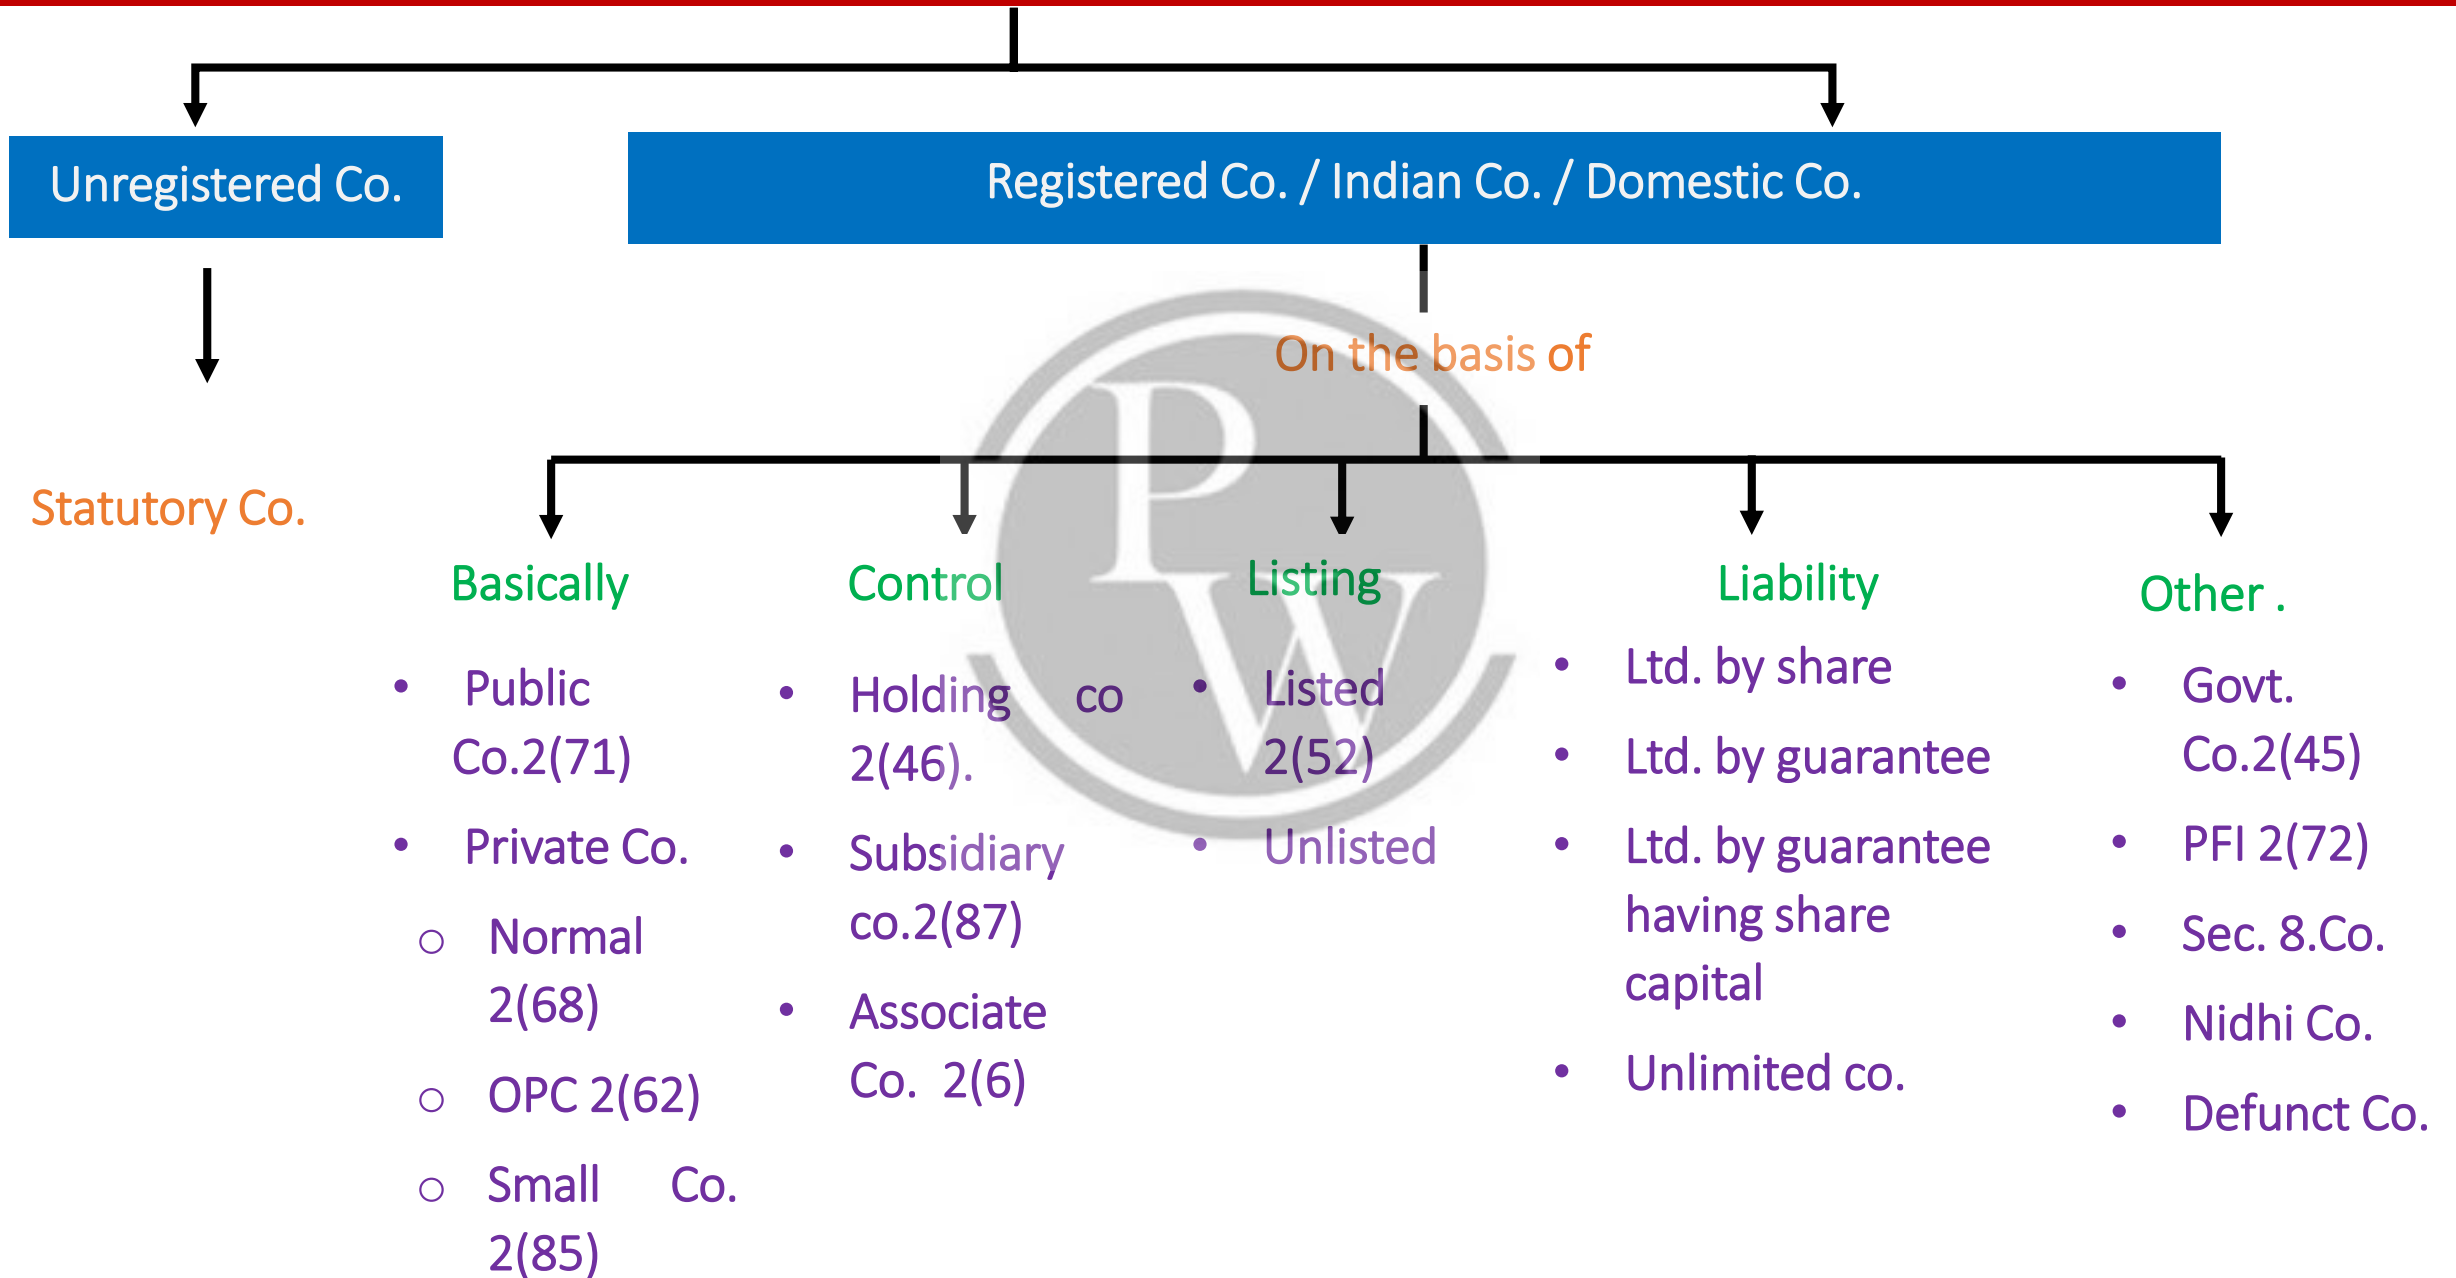 Unregistered Co.
Registered Co. / Indian Co. / Domestic Co.
On the basis of
Statutory Co.
Basically
• Public
Co.2(71)
• Private Co.
o Normal
2(68)
o OPC 2(62)
o Small Co.
2(85)
Control
• Holding co
2(46).
• Subsidiary
co.2(87)
• Associate
Co. 2(6)
Listing
• Listed
2(52)
• Unlisted
Liability
• Ltd. by share
• Ltd. by guarantee
• Ltd. by guarantee
having share
capital
• Unlimited co.
Other .
• Govt.
Co.2(45)
• PFI 2(72)
• Sec. 8.Co.
• Nidhi Co.
• Defunct Co.
PW